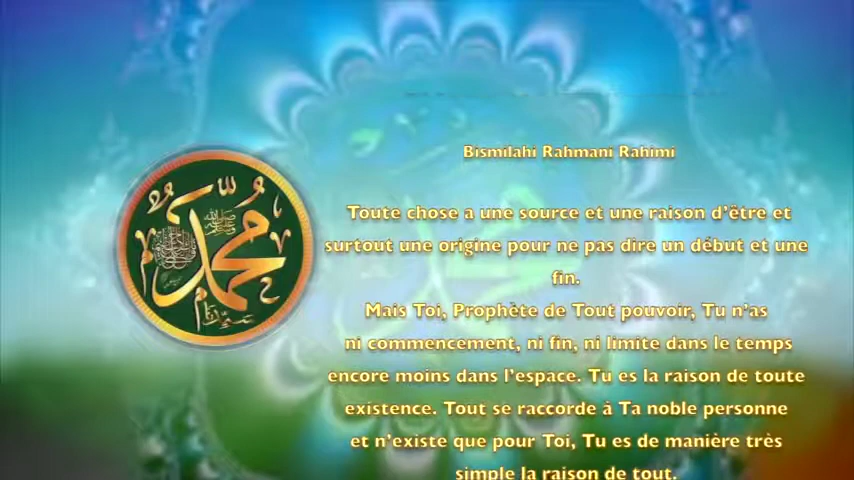 Bismilahi Rahmani Rahimi
Toute chose a une source et une raison d'être et
surtout une origine pour ne pas dire un début et une
fin.
Mais Toi, Prophète de Tout pouvoir, Tu n'as
ni commencement, ni fin, ni limite dans le temps
encore moins dans l'espace. Tu es la raison de toute
existence. Tout se raccorde à Ta noble personne
et n'existe que pour Toi, Tu es de manière très
simple la raison de tout.
محمد